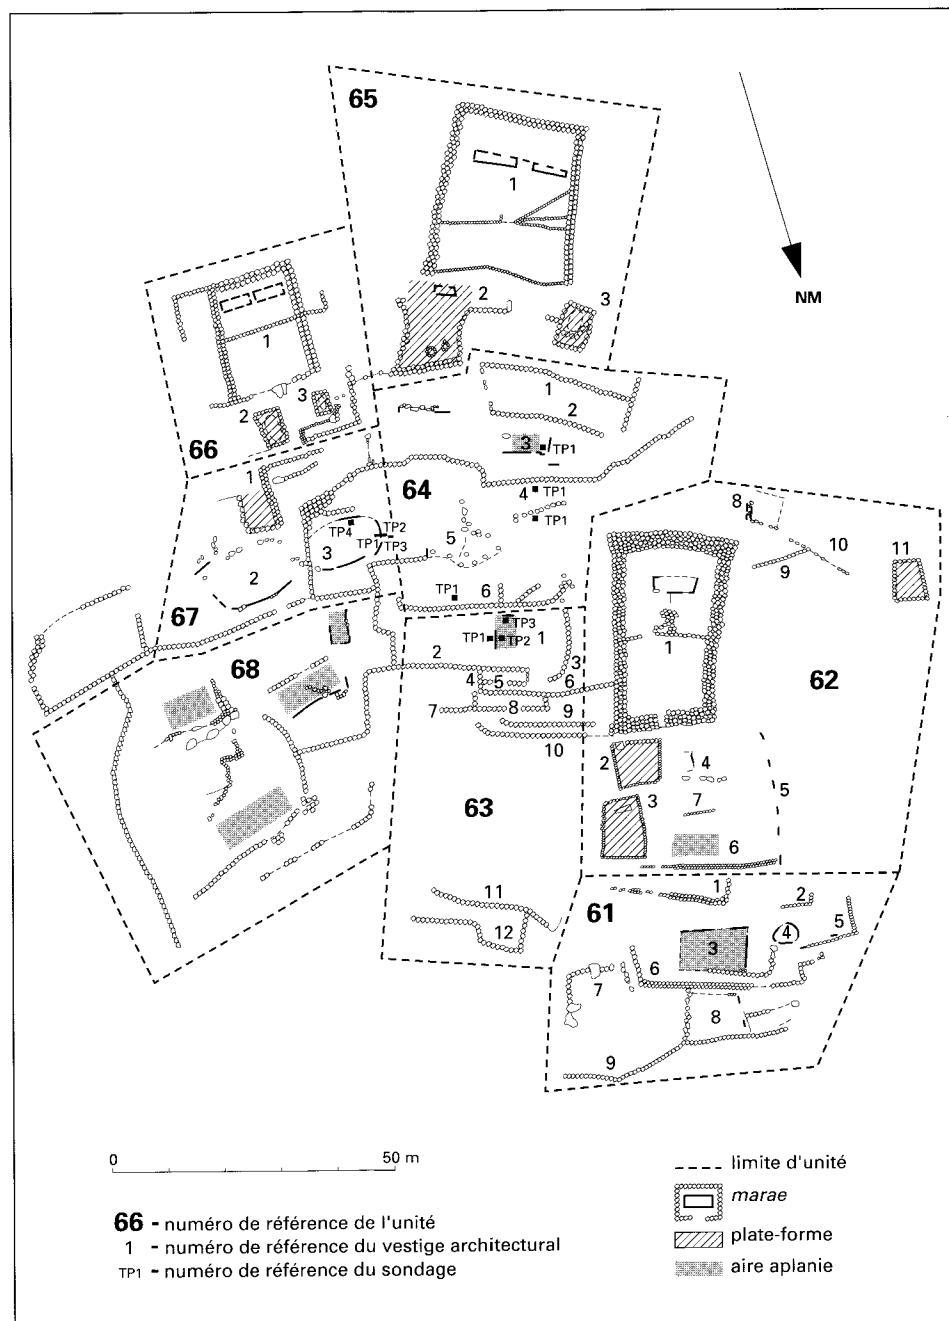 65
1
NM
2
3
66
1
2
3
1
2
3
TP1
64
4
TP1
TP1
5
TP1
6
67
1
2
3
TP4
TP1
TP2
TP3
68
62
8
10
9
11
1
2
3
4
7
5
6
63
TP3
TP1
TP2
1
2
3
4
5
6
7
8
9
10
11
12
61
1
2
3
4
5
6
7
8
9
0
50 m
66 - numéro de référence de l'unité
1 - numéro de référence du vestige architectural
TP1 - numéro de référence du sondage
limite d'unité
marae
plate-forme
aire aplanie